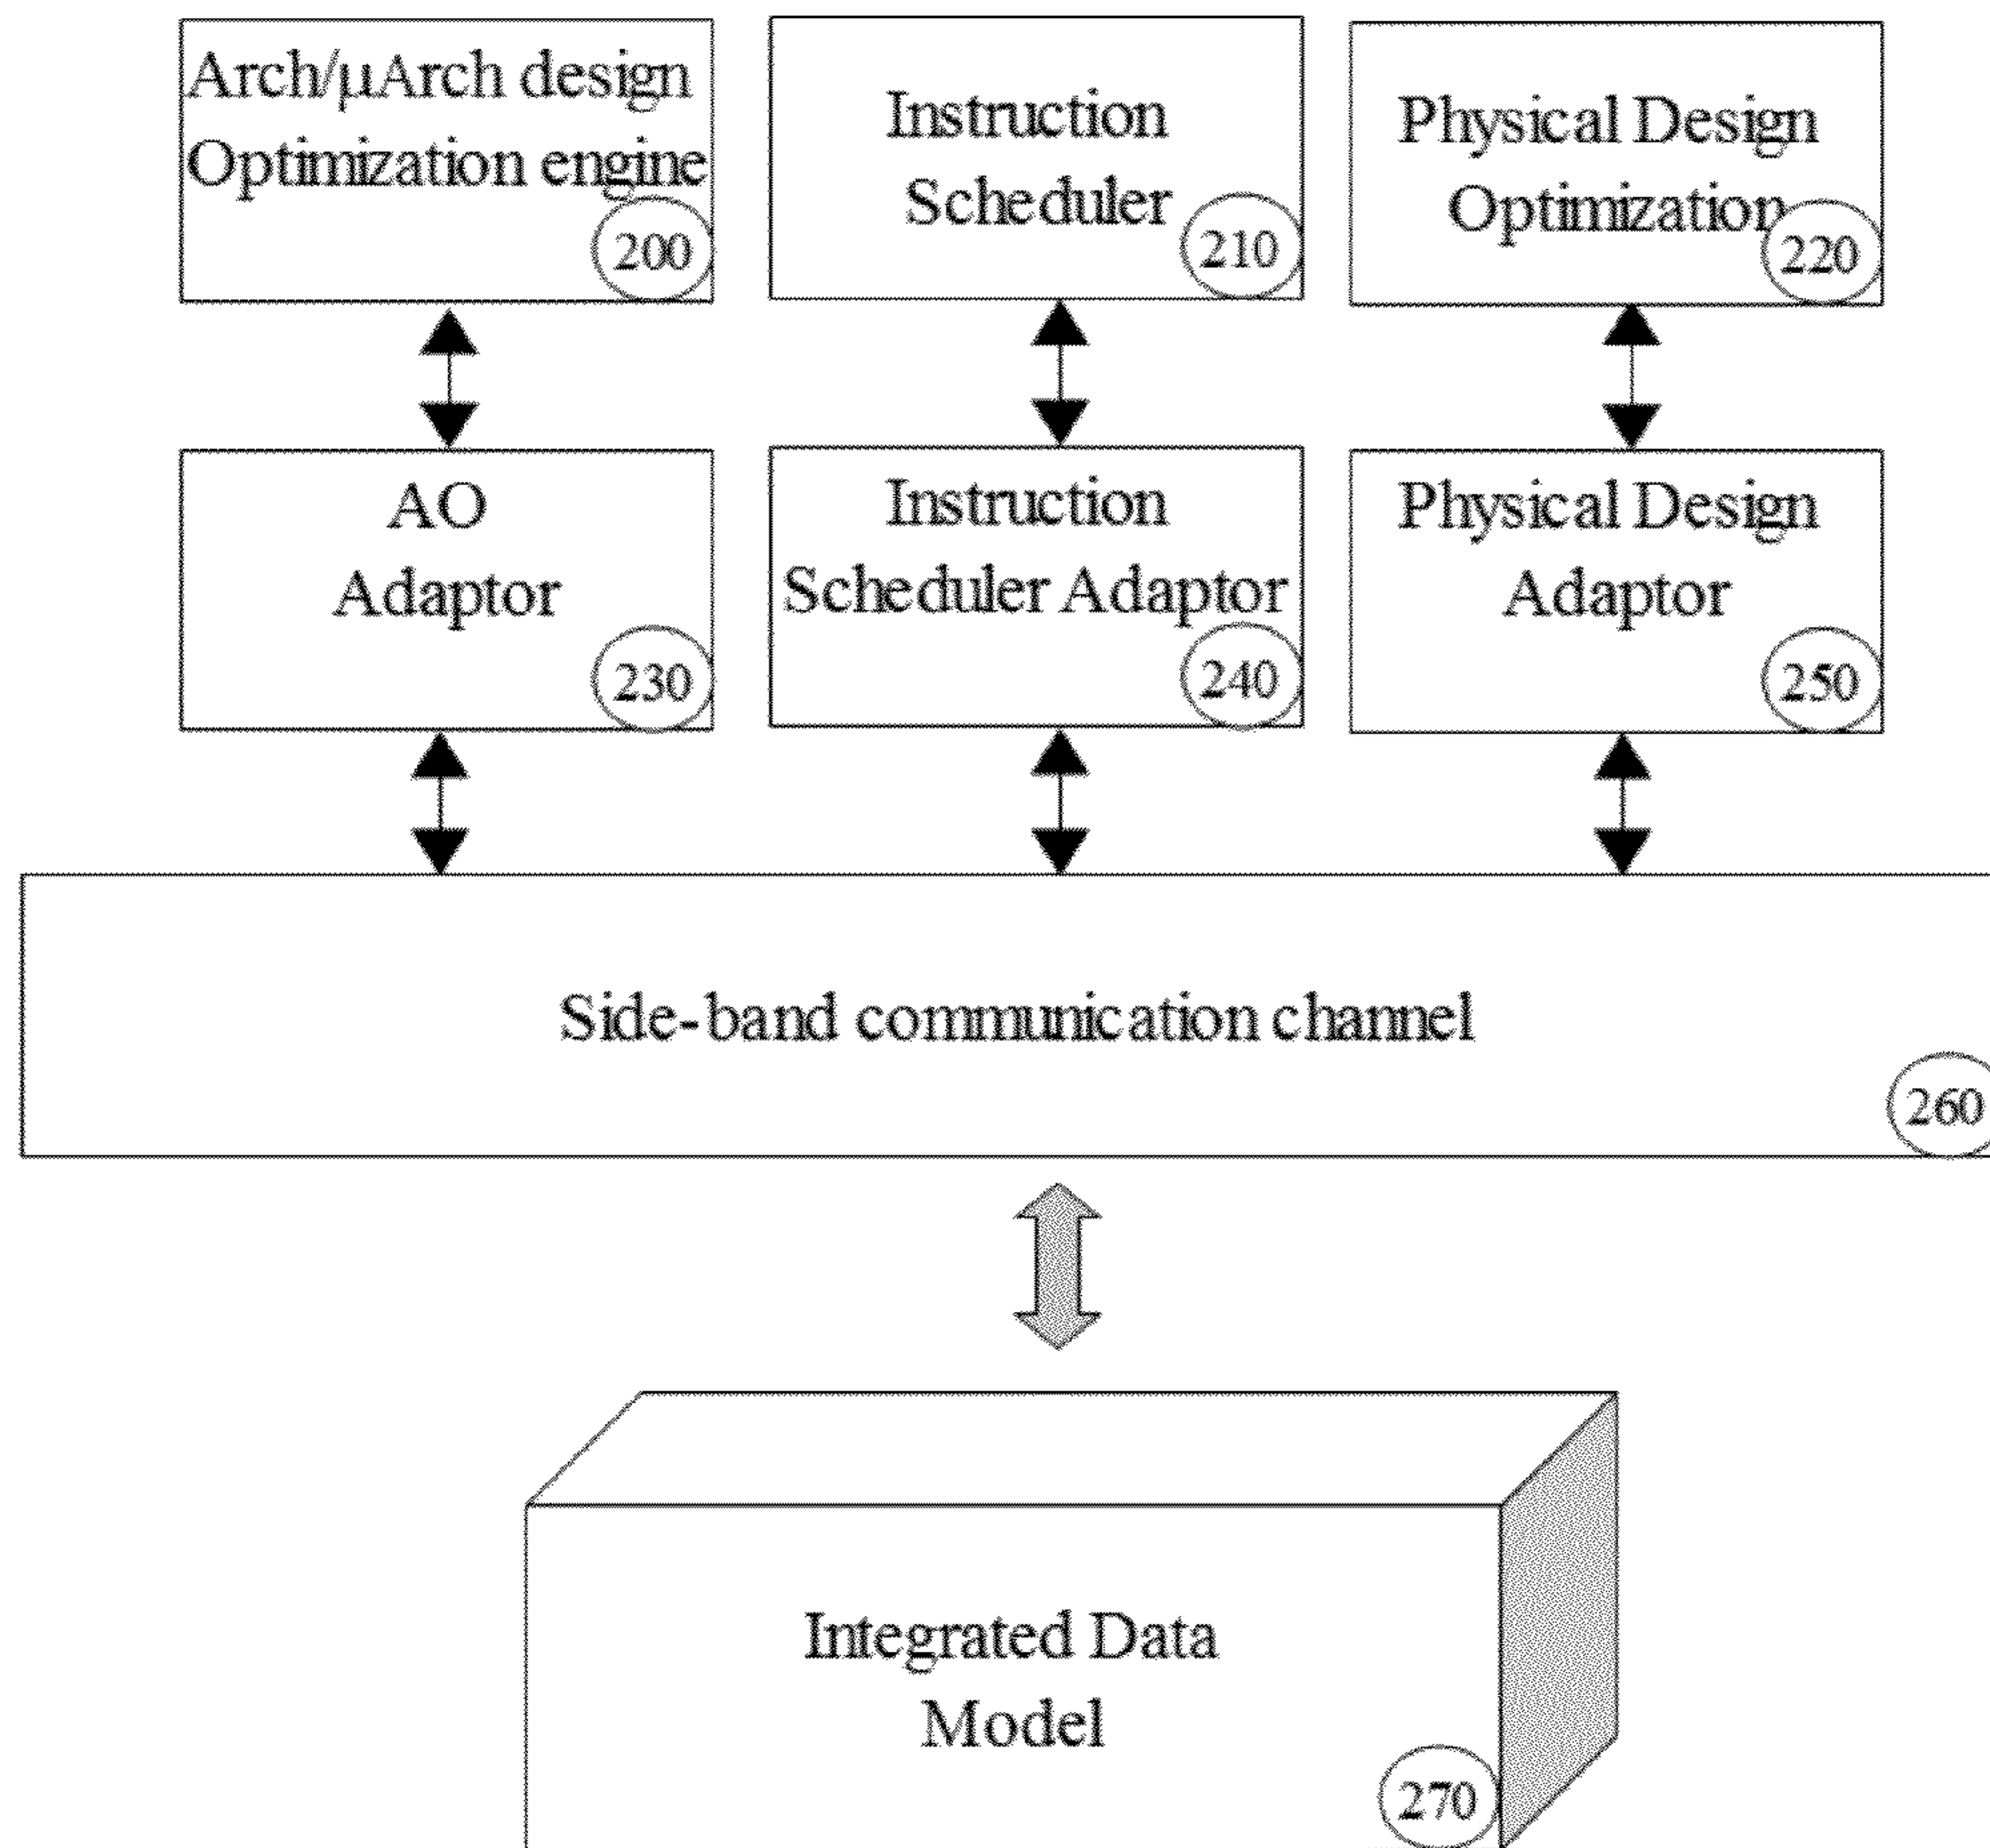 Arch/μArch design
Optimization engine
200
Instruction
Scheduler
210
Physical Design
Optimization
220
AO
Adaptor
230
Instruction
Scheduler Adaptor
240
Physical Design
Adaptor
250
Side-band communication channel
260
Integrated Data
Model
270